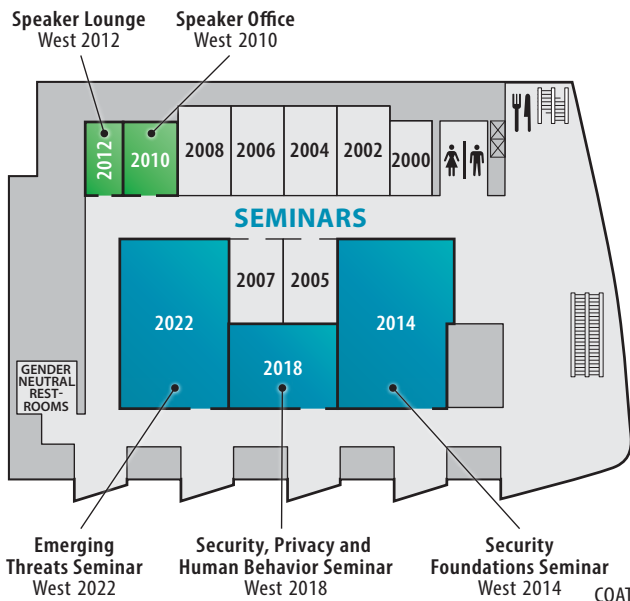 Speaker Lounge
West 2012
Speaker Office
West 2010
2012
2010
2008
2006
2004
2002
2000
SEMINARS
2007
2005
2022
2014
2018
GENDER
NEUTRAL
REST-
ROOMS
Emerging
Threats Seminar
West 2022
Security, Privacy and
Human Behavior Seminar
West 2018
Security
Foundations Seminar
West 2014
COAT